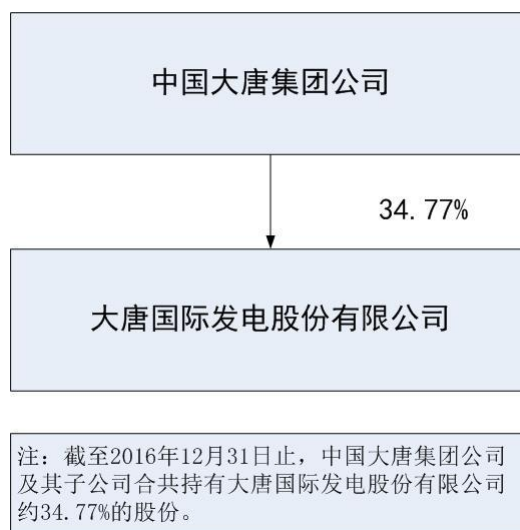 中国大唐集团公司
34.77%
大唐国际发电股份有限公司
注：截至2016年12月31日止，中国大唐集团公司
及其子公司合共持有大唐国际发电股份有限公司
约34.77%的股份。